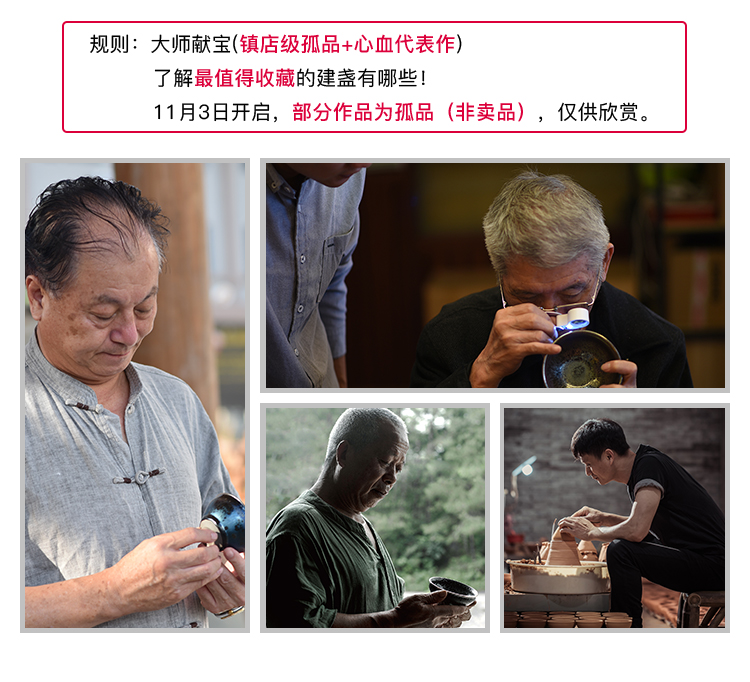 规则：大师献宝(镇店级孤品+心血代表作)
了解最值得收藏的建盏有哪些！
11月3日开启，部分作品为孤品（非卖品），仅供欣赏。